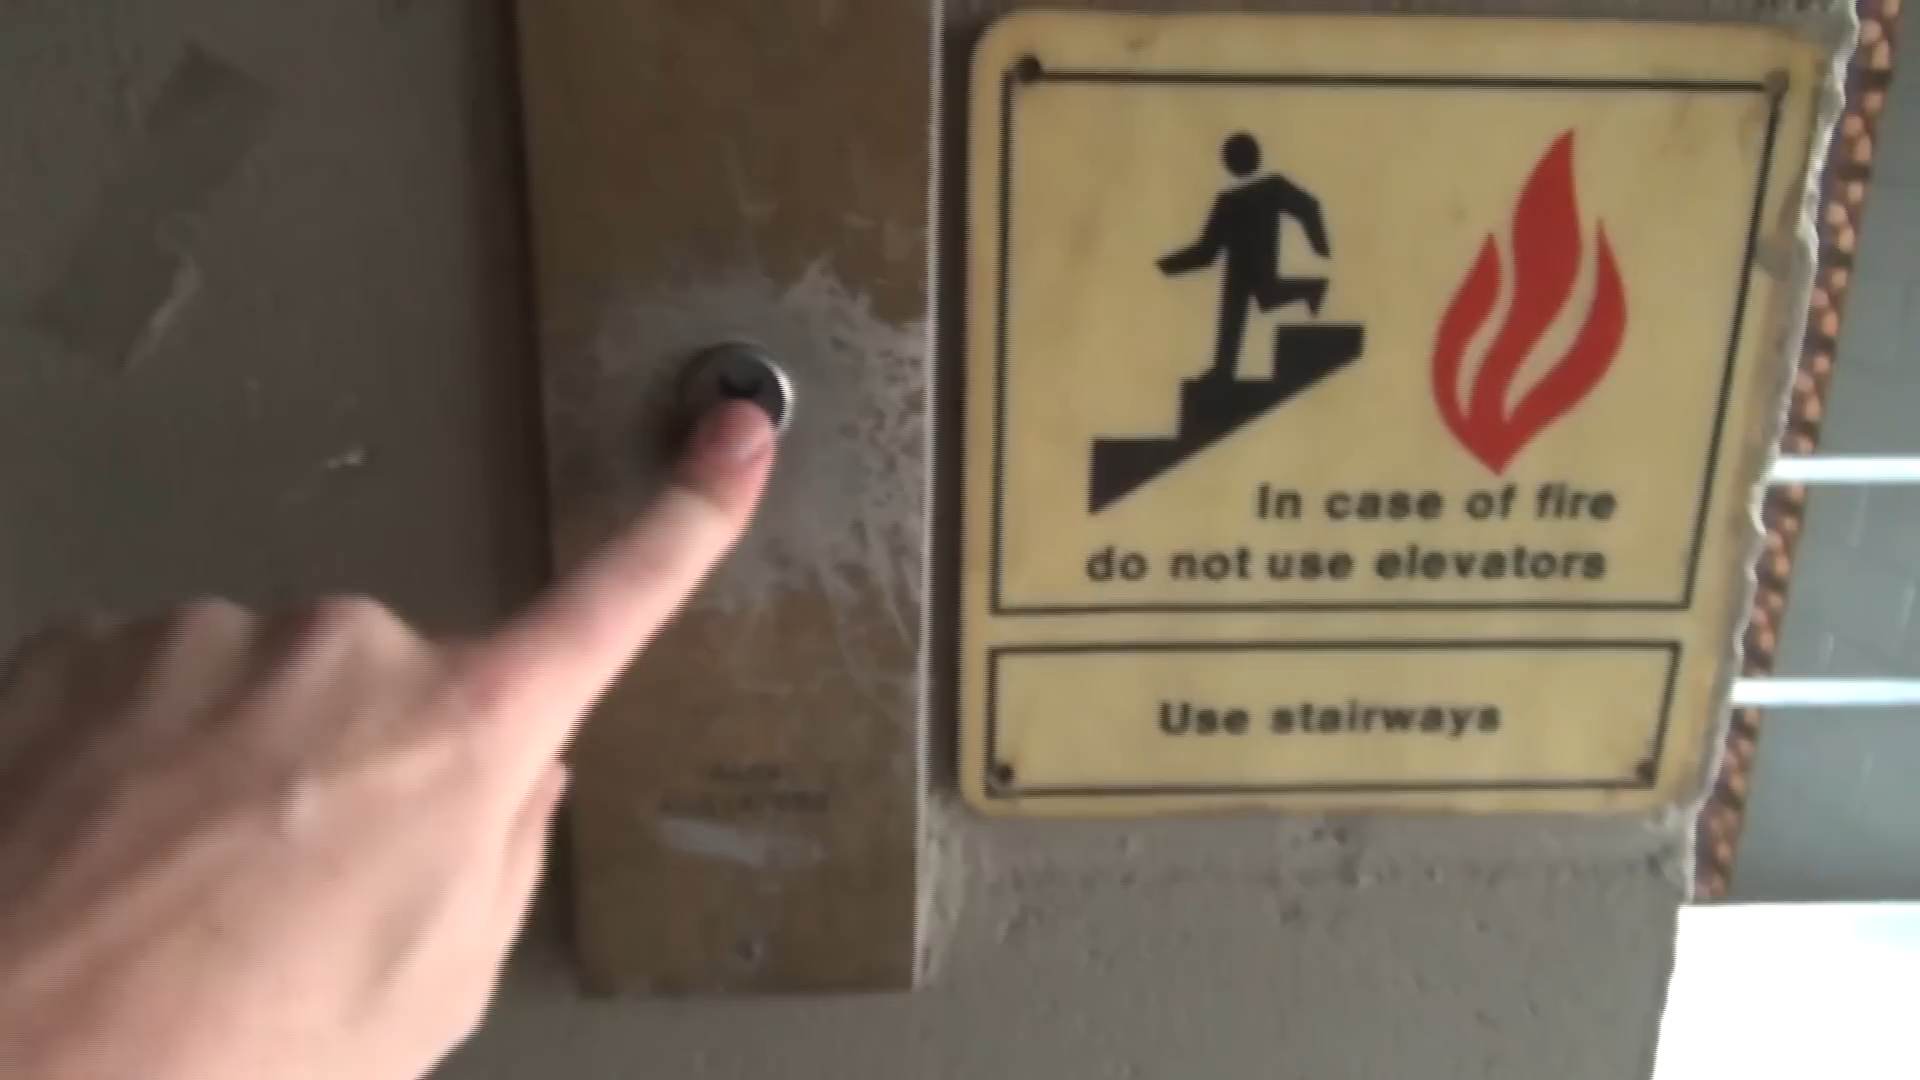 In case of fire
do not use elevators
Use stairways